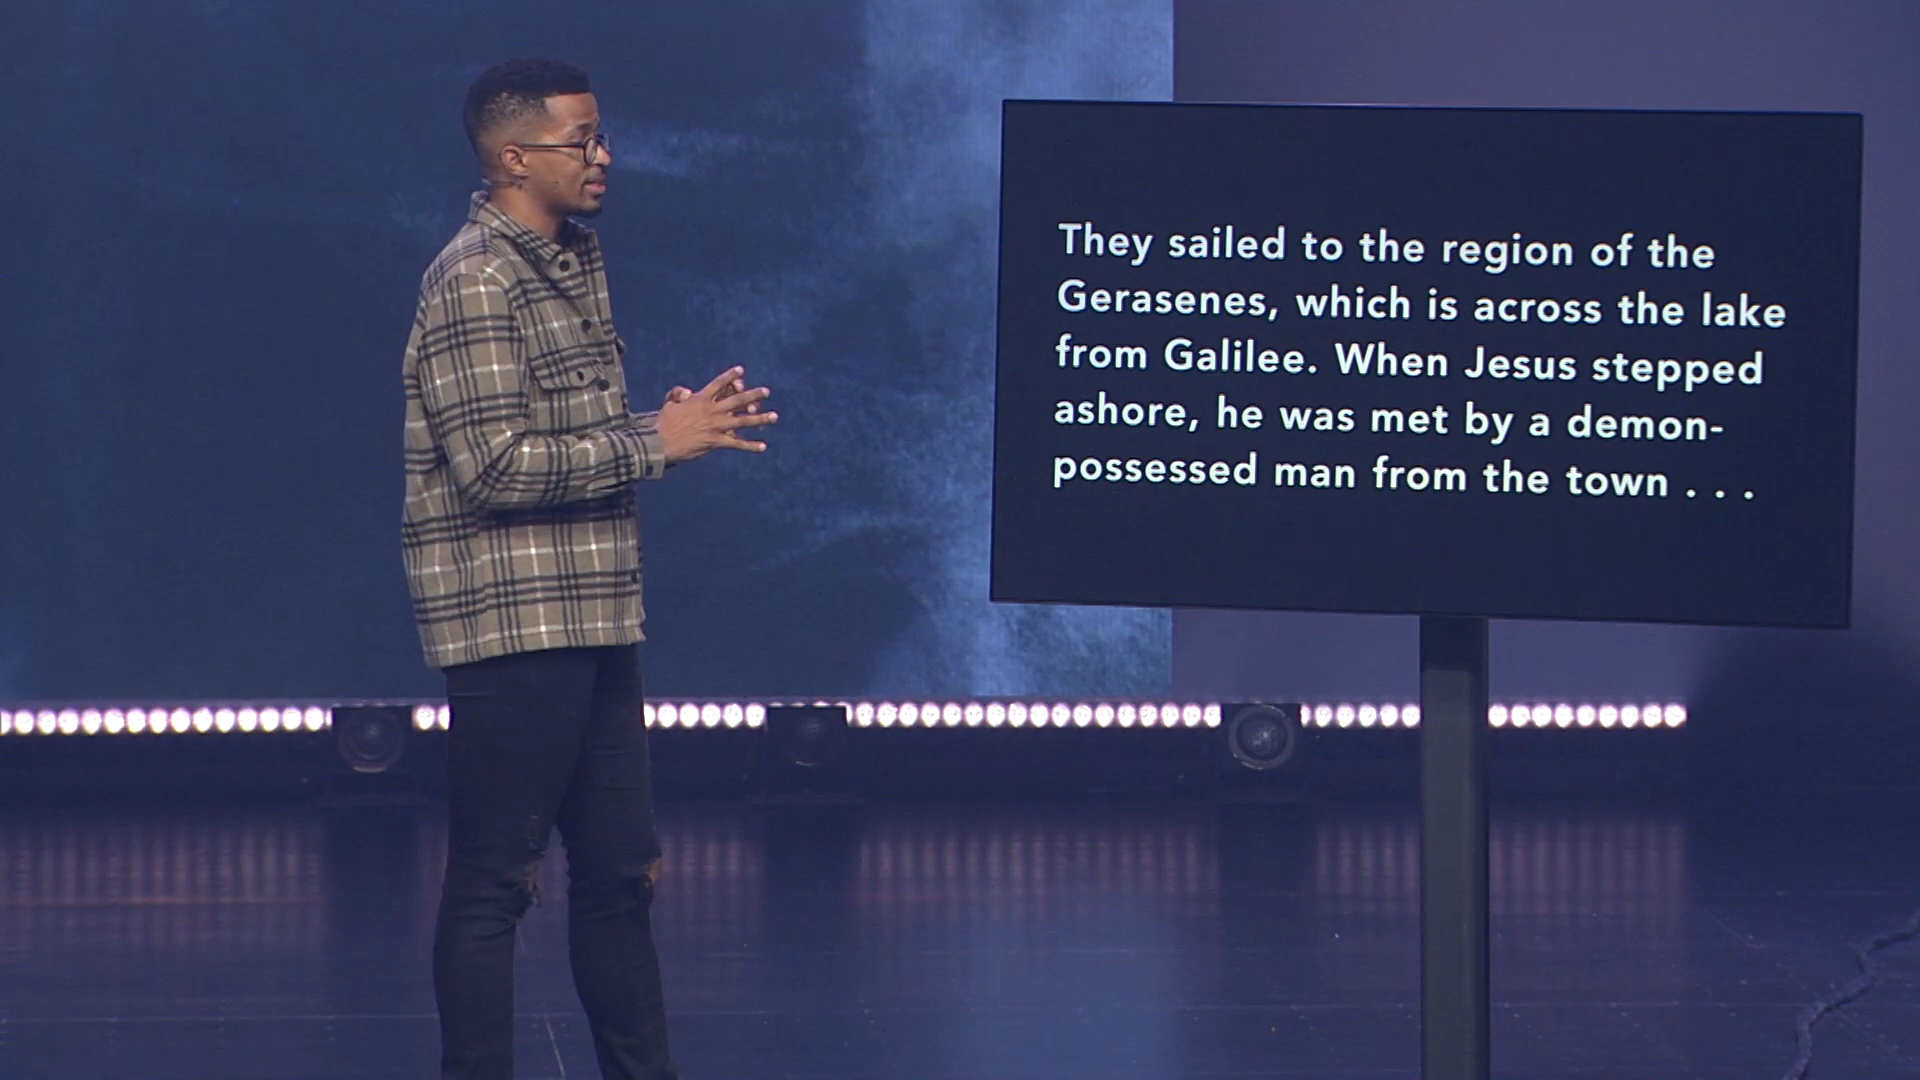 They sailed to the region of the
Gerasenes, which is across the lake
from Galilee. When Jesus stepped
ashore, he was met by a demon-
possessed man from the town . . .